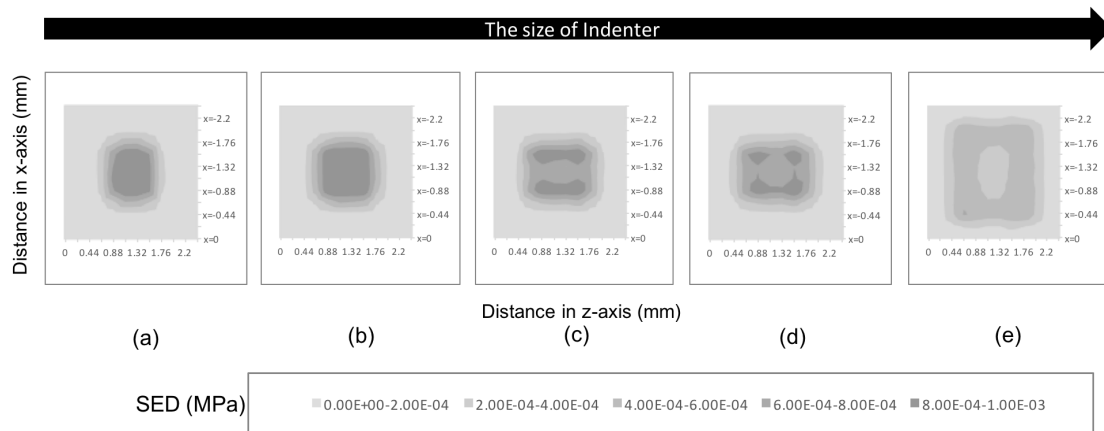 The size of Indenter
Distance in x-axis (mm)
x=-2.2
x=-1.76
x=-1.32
x=-0.88
x=-0.44
x=0
0 0.44 0.88 1.32 1.76 2.2
x=-2.2
x=-1.76
x=-1.32
x=-0.88
x=-0.44
x=0
0 0.44 0.88 1.32 1.76 2.2
x=-2.2
x=-1.76
x=-1.32
x=-0.88
x=-0.44
x=0
0 0.44 0.88 1.32 1.76 2.2
x=-2.2
x=-1.76
x=-1.32
x=-0.88
x=-0.44
x=0
0 0.44 0.88 1.32 1.76 2.2
x=-2.2
x=-1.76
x=-1.32
x=-0.88
x=-0.44
x=0
0 0.44 0.88 1.32 1.76 2.2
Distance in z-axis (mm)
(a) (b) (c) (d) (e)
SED (MPa) 0.00E+00-2.00E-04 2.00E-04-4.00E-04 4.00E-04-6.00E-04 6.00E-04-8.00E-04 8.00E-04-1.00E-03